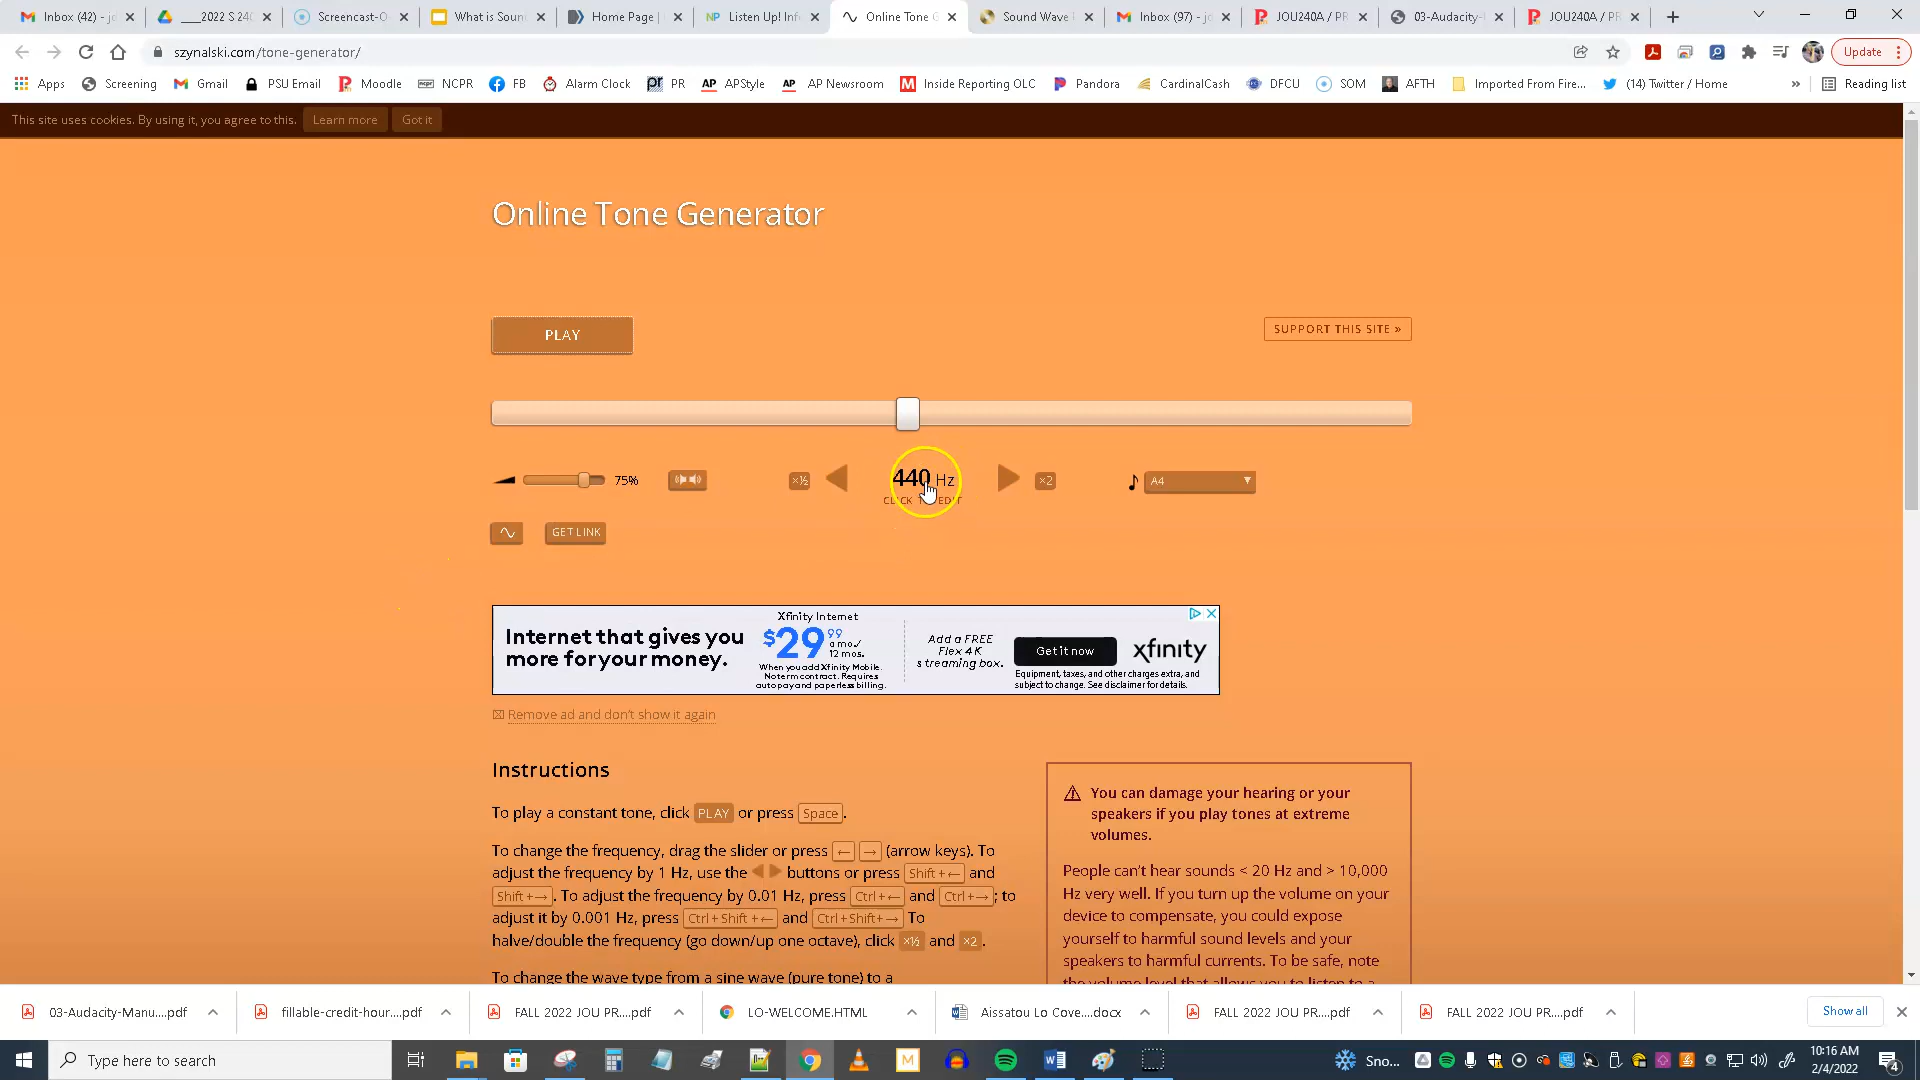 Inbox (42) - jo
___2022 S 240
Screencast-O
What is Soun
Home Page |
Listen Up! Inf
Online Tone G
Sound Wave
Inbox (97) - jo
JOU240A / PR
03-Audacity-
JOU240A / PR
szynalski.com/tone-generator/
Update
Apps
Screening
Gmail
PSU Email
Moodle
NCPR
FB
Alarm Clock
PR
APStyle
AP Newsroom
Inside Reporting OLC
Pandora
CardinalCash
DFCU
SOM
AFTH
Imported From Fire...
(14) Twitter / Home
»
Reading list
This site uses cookies. By using it, you agree to this. Learn more Got it
Online Tone Generator
PLAY
SUPPORT THIS SITE »
75%
×½
440 Hz
×2
A4
GET LINK
Internet that gives you
more for your money.
Xfinity Internet
$29 99
a mo./
12 mos.
When you add Xfinity Mobile.
No term contract. Requires
auto pay and paperless billing.
Add a FREE
Flex 4K
streaming box.
Get it now
xfinity
Equipment, taxes, and other charges extra, and
subject to change. See disclaimer for details.
Remove ad and don't show it again
Instructions
To play a constant tone, click PLAY or press Space.
To change the frequency, drag the slider or press ← → (arrow keys). To
adjust the frequency by 1 Hz, use the ◀ ▶ buttons or press Shift + ← and
Shift + →. To adjust the frequency by 0.01 Hz, press Ctrl + ← and Ctrl + →; to
adjust it by 0.001 Hz, press Ctrl + Shift + ← and Ctrl + Shift + → To
halve/double the frequency (go down/up one octave), click ×½ and ×2.
To change the wave type from a sine wave (pure tone) to a
You can damage your hearing or your
speakers if you play tones at extreme
volumes.
People can't hear sounds < 20 Hz and > 10,000
Hz very well. If you turn up the volume on your
device to compensate, you could expose
yourself to harmful sound levels and your
speakers to harmful currents. To be safe, note
the volume level that allows you to listen to a
03-Audacity-Manu....pdf
fillable-credit-hour....pdf
FALL 2022 JOU PR....pdf
LO-WELCOME.HTML
Aissatou Lo Cove....docx
FALL 2022 JOU PR....pdf
FALL 2022 JOU PR....pdf
Show all
Type here to search
Sno...
10:16 AM
2/4/2022
4